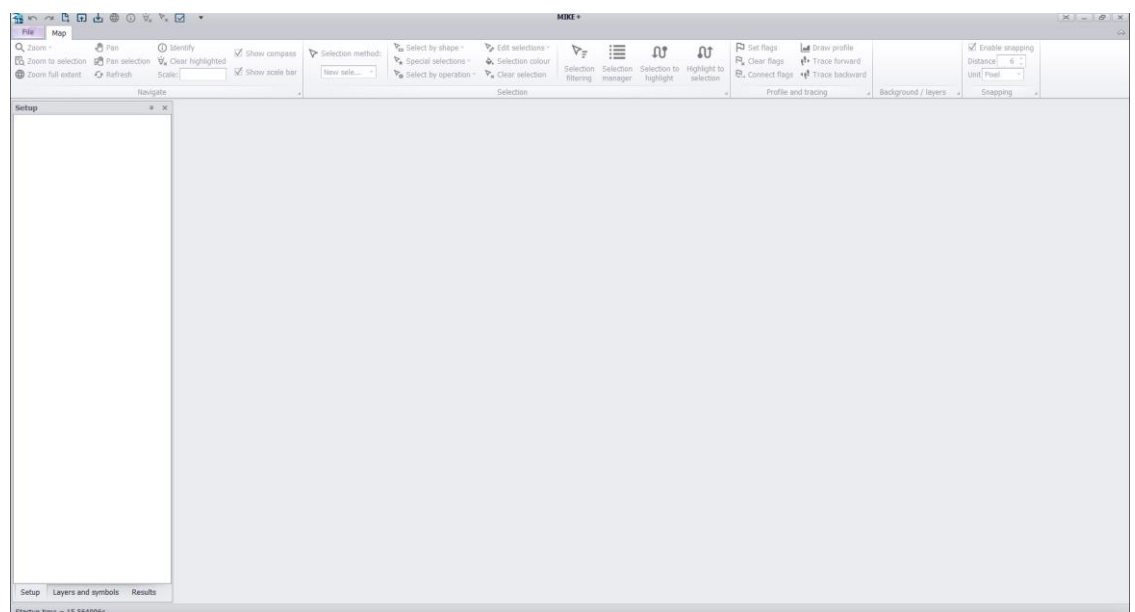 MIKE+
File Map
Zoom Pan Identify
Zoom to selection Pan selection Clear highlighted
Zoom full extent Refresh Scale:
Show compass
Show scale bar
Navigate
Selection method:
New sele...
Select by shape Edit selections
Special selections Selection colour
Select by operation Clear selection
Selection filtering
Selection manager
Selection to highlight
Highlight to selection
Selection
Set flags Draw profile
Clear flags Trace forward
Connect flags Trace backward
Profile and tracing
Background / layers
Enable snapping
Distance 6
Unit Pixel
Snapping
Setup
Setup Layers and symbols Results
Startup time =